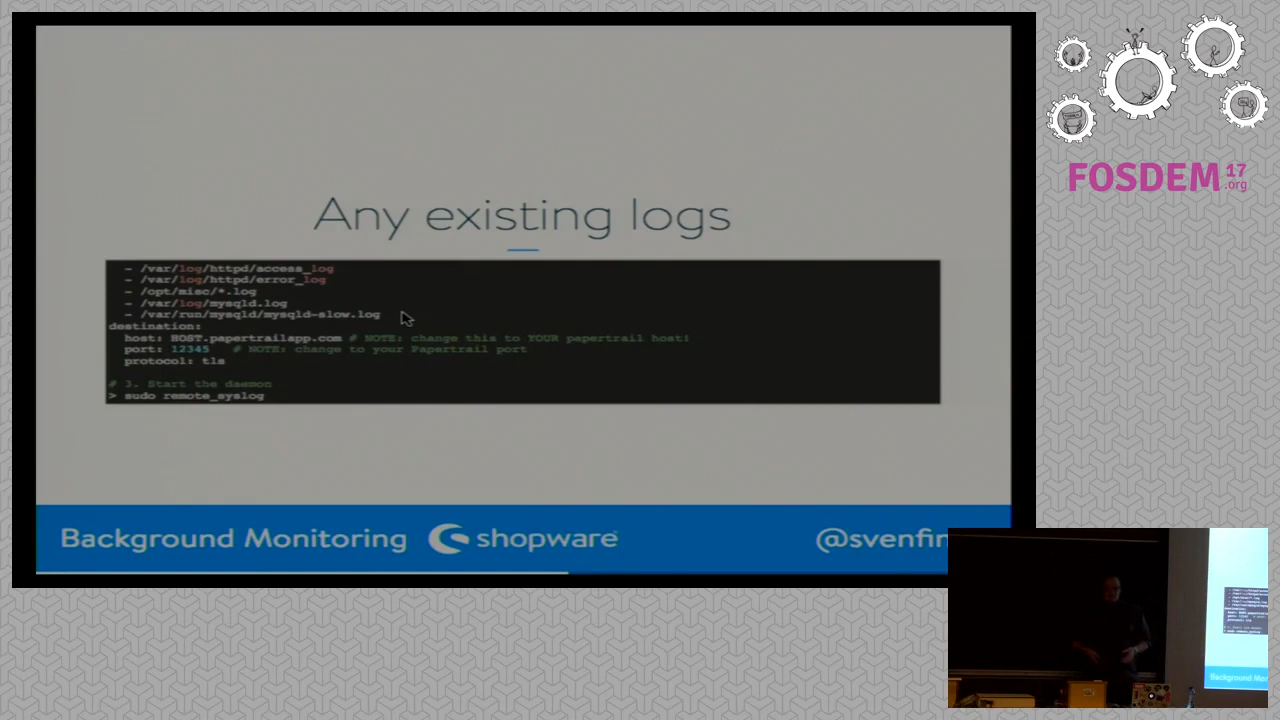 Any existing logs
- /var/log/httpd/access_log
- /var/log/httpd/error_log
- /opt/misc/*.log
- /var/log/mysqld.log
- /var/run/mysqld/mysqld-slow.log
destination:
host: HOST.papertrailapp.com # NOTE: change this to YOUR papertrail host!
port: 12345 # NOTE: change to your Papertrail port
protocol: tls
# 3. Start the daemon
> sudo remote_syslog
Background Monitoring shopware @svenfin
FOSDEM 17
.org
Background Mon